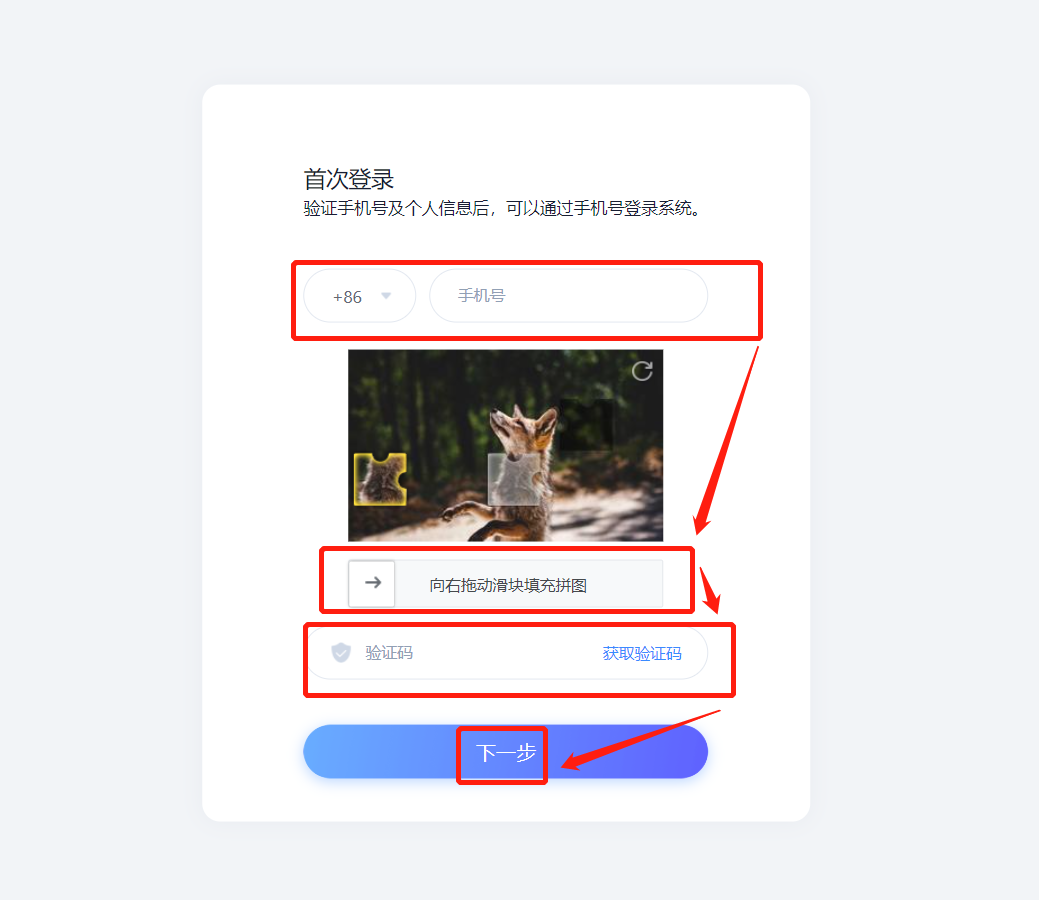 首次登录
验证手机号及个人信息后，可以通过手机号登录系统。
+86 手机号
向右拖动滑块填充拼图
验证码 获取验证码
下一步